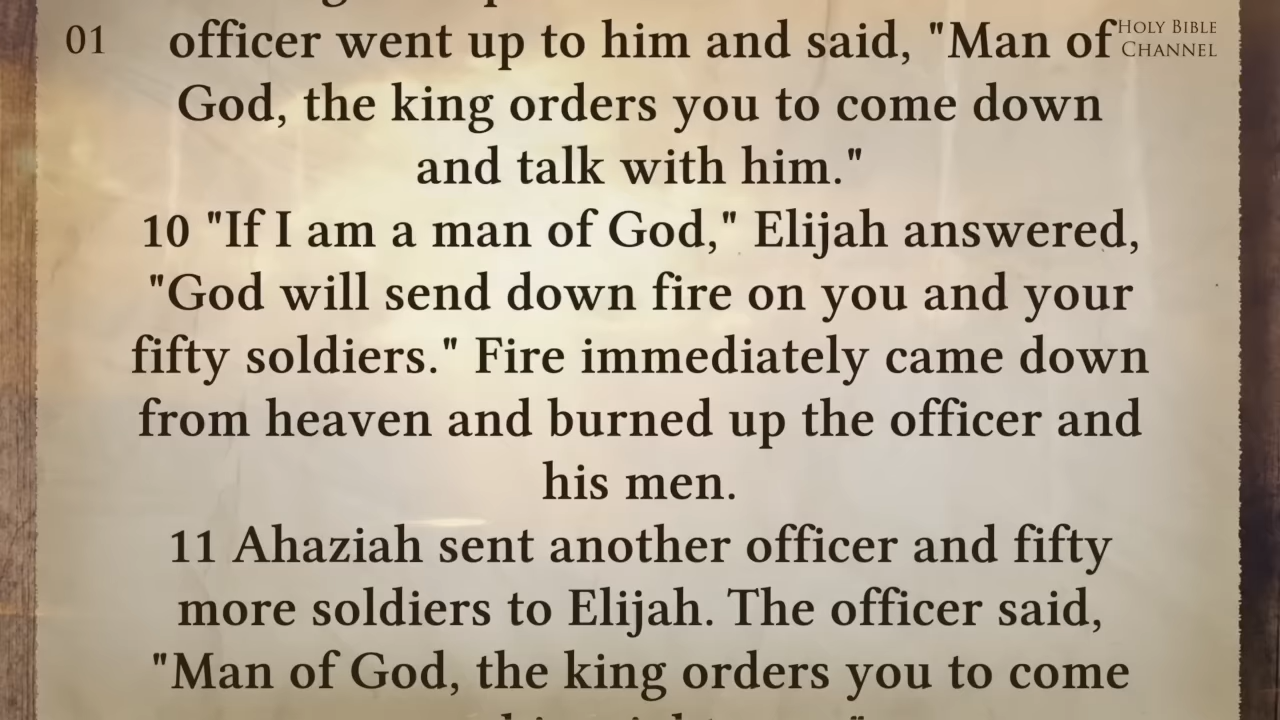 01
officer went up to him and said, "Man of
HOLY BIBLE
CHANNEL
God, the king orders you to come down
and talk with him."
10 "If I am a man of God," Elijah answered,
"God will send down fire on you and your
fifty soldiers." Fire immediately came down
from heaven and burned up the officer and
his men.
11 Ahaziah sent another officer and fifty
more soldiers to Elijah. The officer said,
"Man of God, the king orders you to come